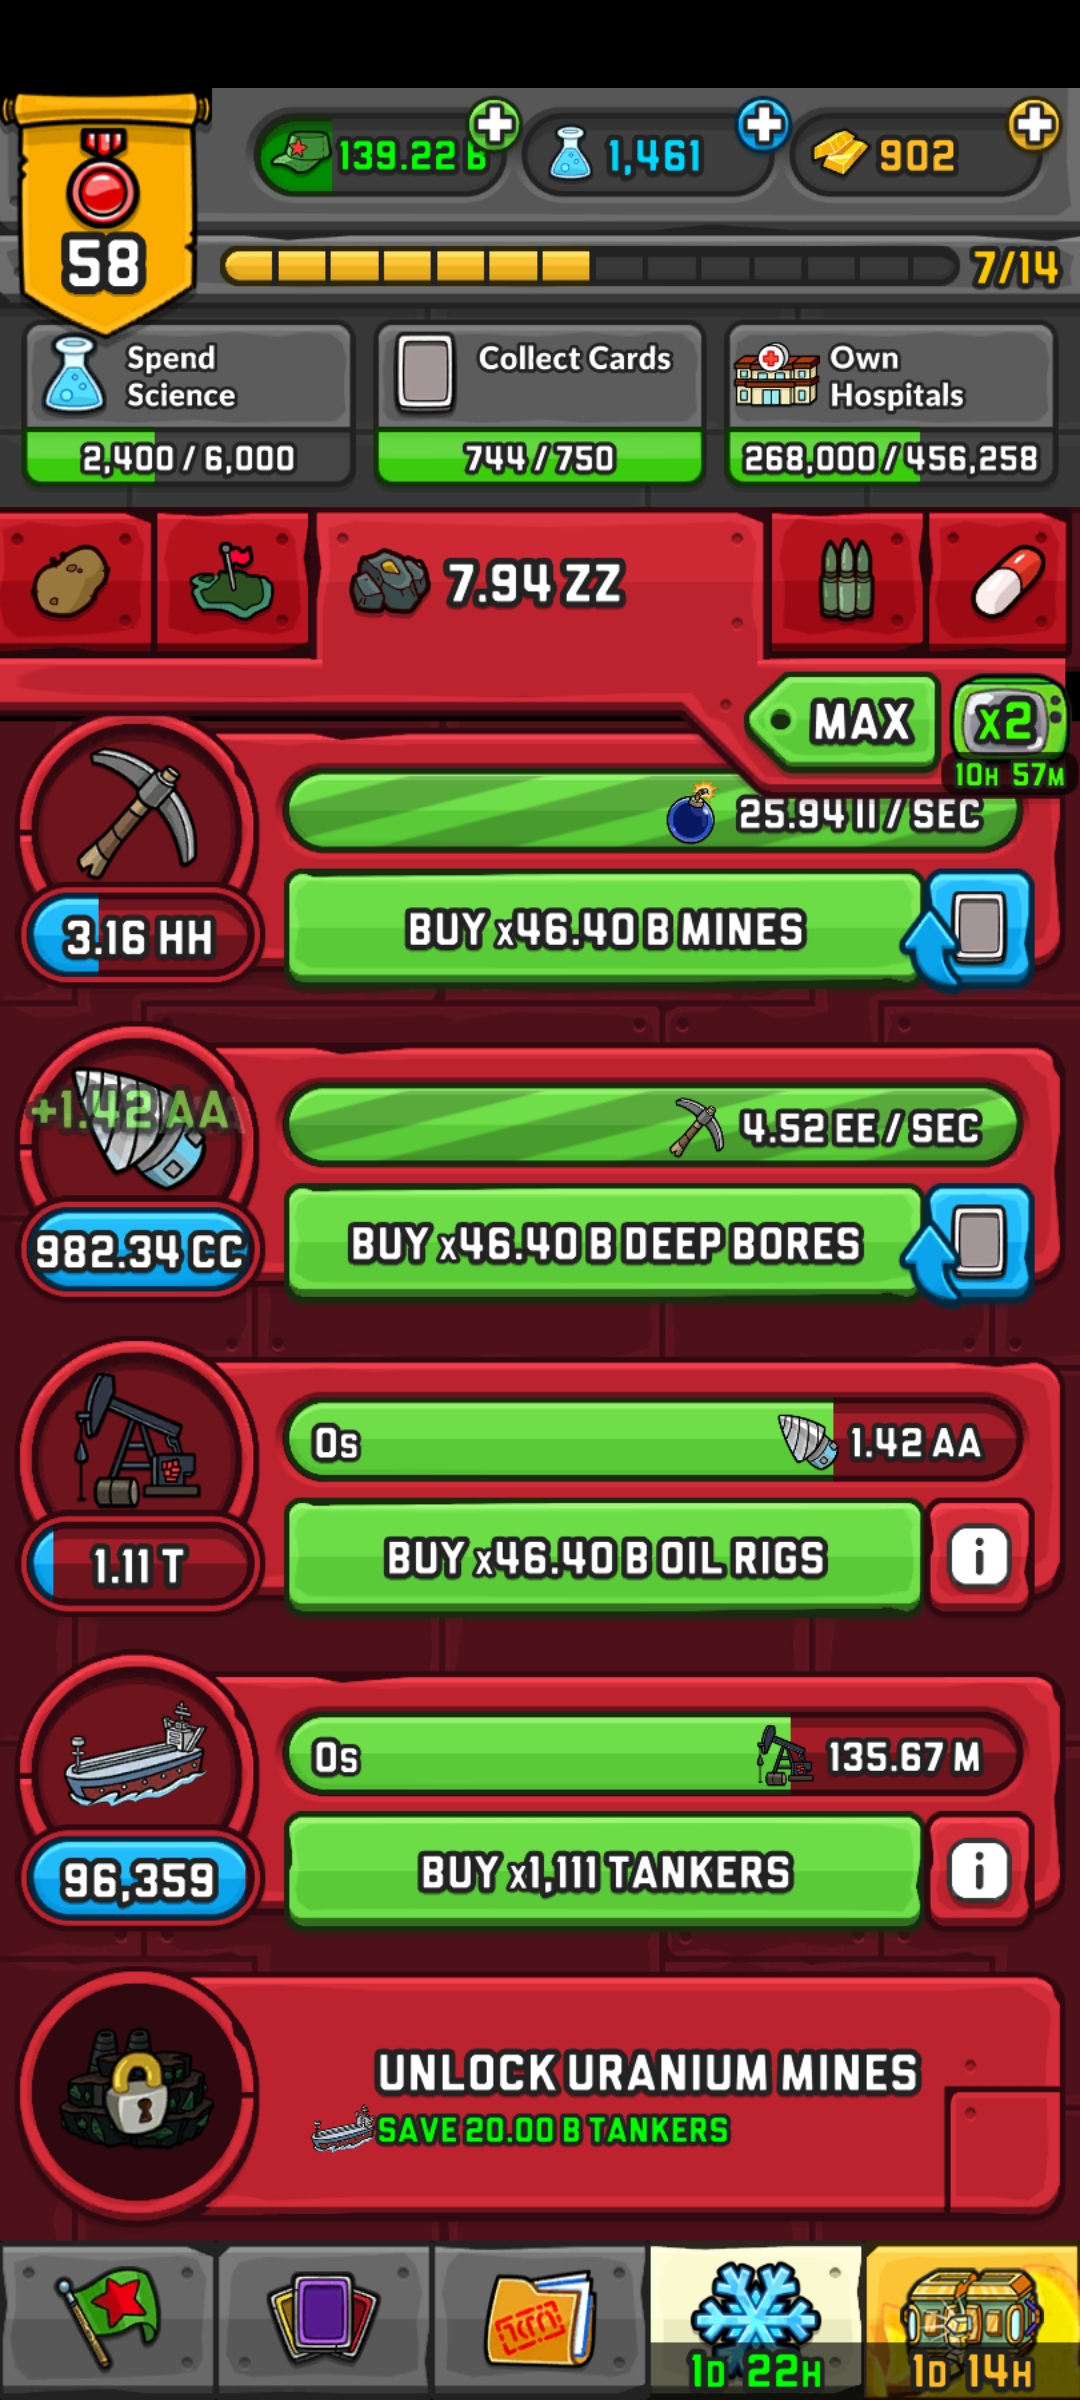 58
139.22 B
1,461
902
7/14
Spend
Science
2,400 / 6,000
Collect Cards
744 / 750
Own
Hospitals
268,000 / 456,258
7.94 ZZ
MAX
x2
10H 57M
25.94 II / SEC
3.16 HH
BUY x46.40 B MINES
+1.42 AA
4.52 EE / SEC
982.34 CC
BUY x46.40 B DEEP BORES
0s
1.42 AA
1.11 T
BUY x46.40 B OIL RIGS
i
0s
135.67 M
96,359
BUY x1,111 TANKERS
i
UNLOCK URANIUM MINES
SAVE 20.00 B TANKERS
1D 22H
1D 14H